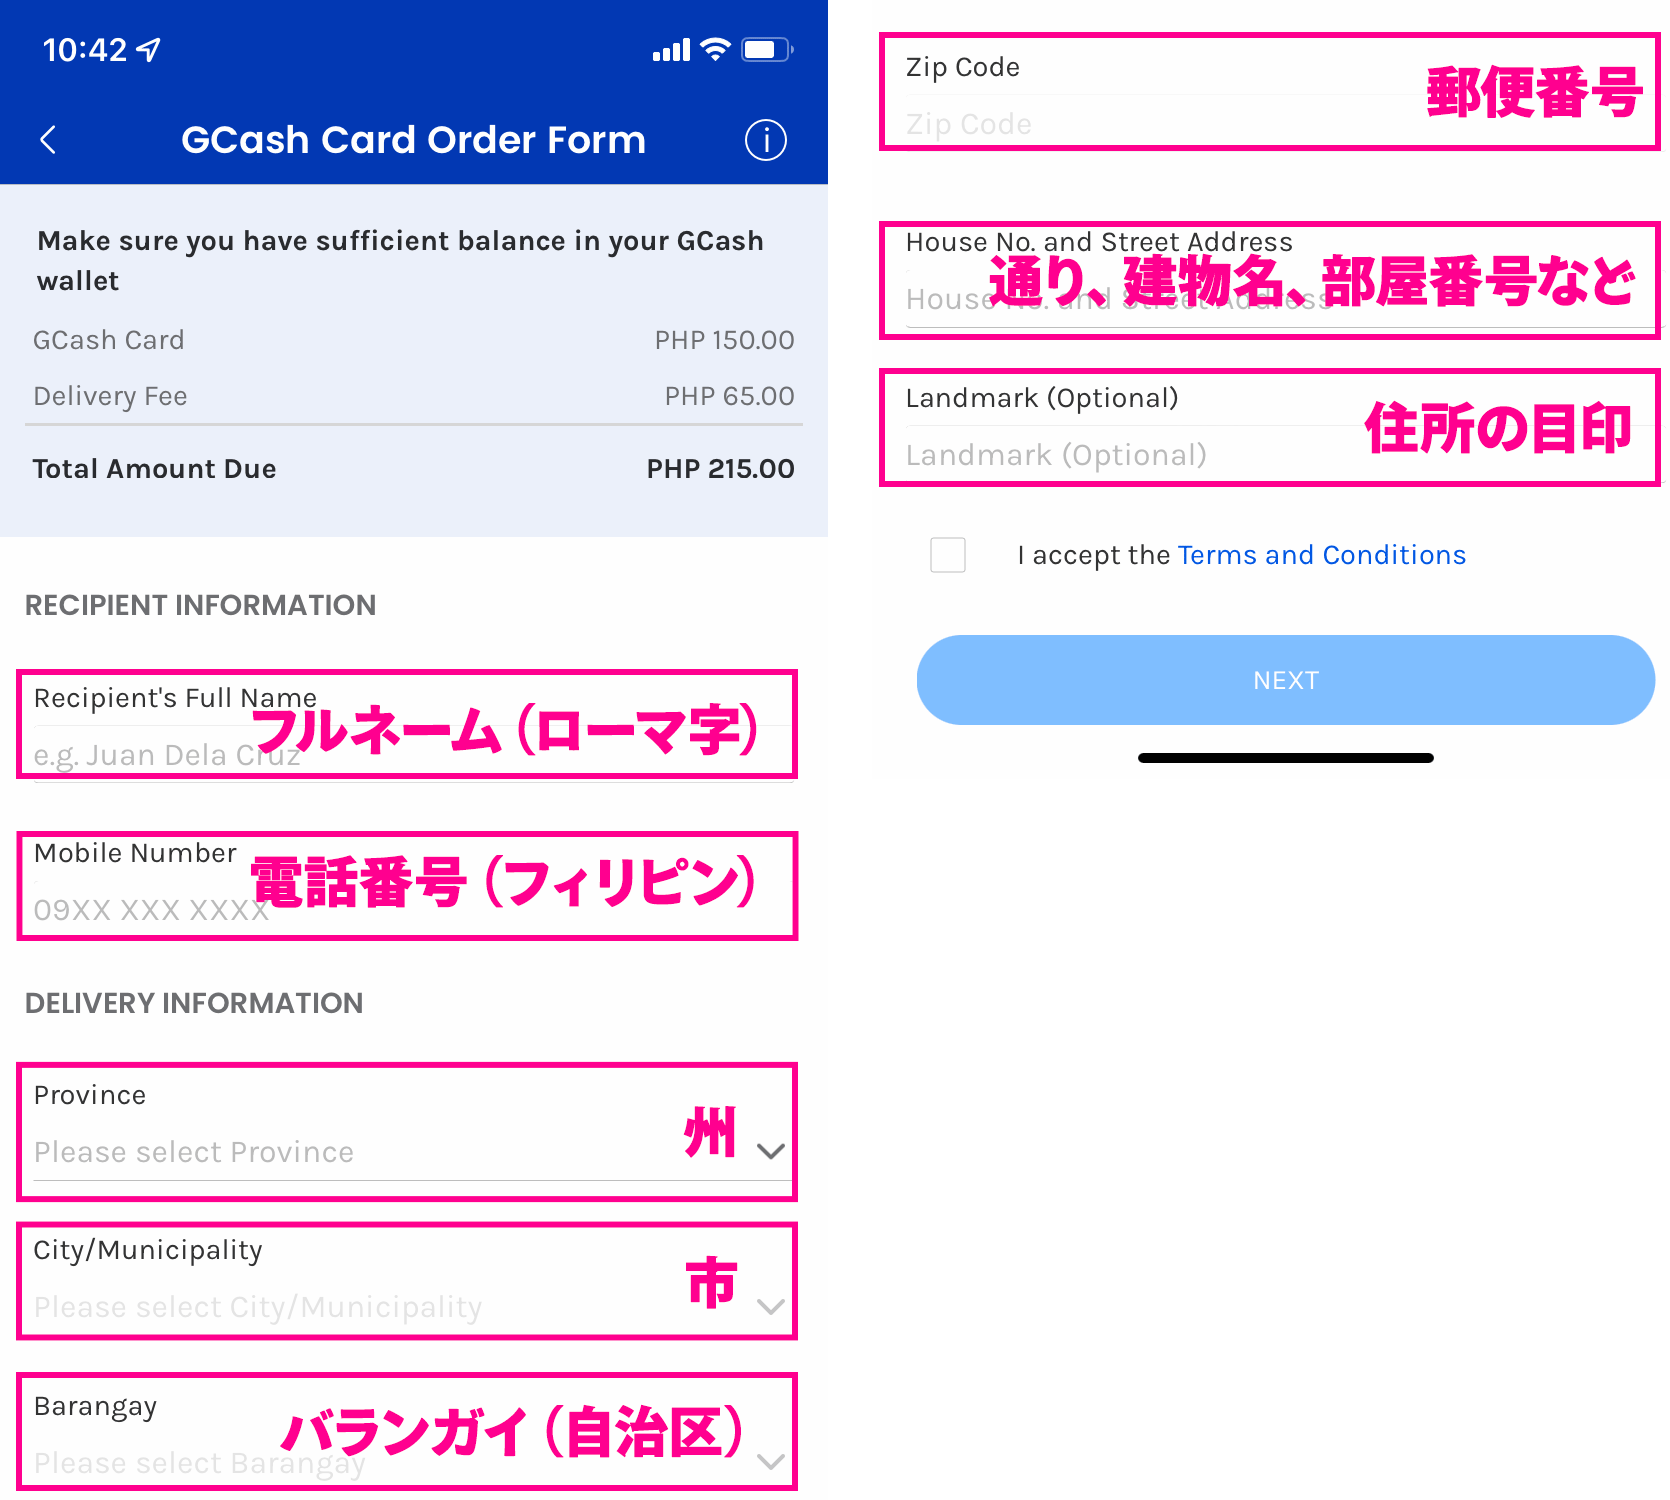 10:42
GCash Card Order Form
Make sure you have sufficient balance in your GCash
wallet
GCash Card PHP 150.00
Delivery Fee PHP 65.00
Total Amount Due PHP 215.00
RECIPIENT INFORMATION
Recipient's Full Name
フルネーム（ローマ字）
e.g. Juan Dela Cruz
Mobile Number
電話番号（フィリピン）
09XX XXX XXXX
DELIVERY INFORMATION
Province
州
Please select Province
City/Municipality
市
Please select City/Municipality
Barangay
バランガイ（自治区）
Please select Barangay
Zip Code
郵便番号
Zip Code
House No. and Street Address
通り、建物名、部屋番号など
House No. and Street Address
Landmark (Optional)
住所の目印
Landmark (Optional)
I accept the Terms and Conditions
NEXT